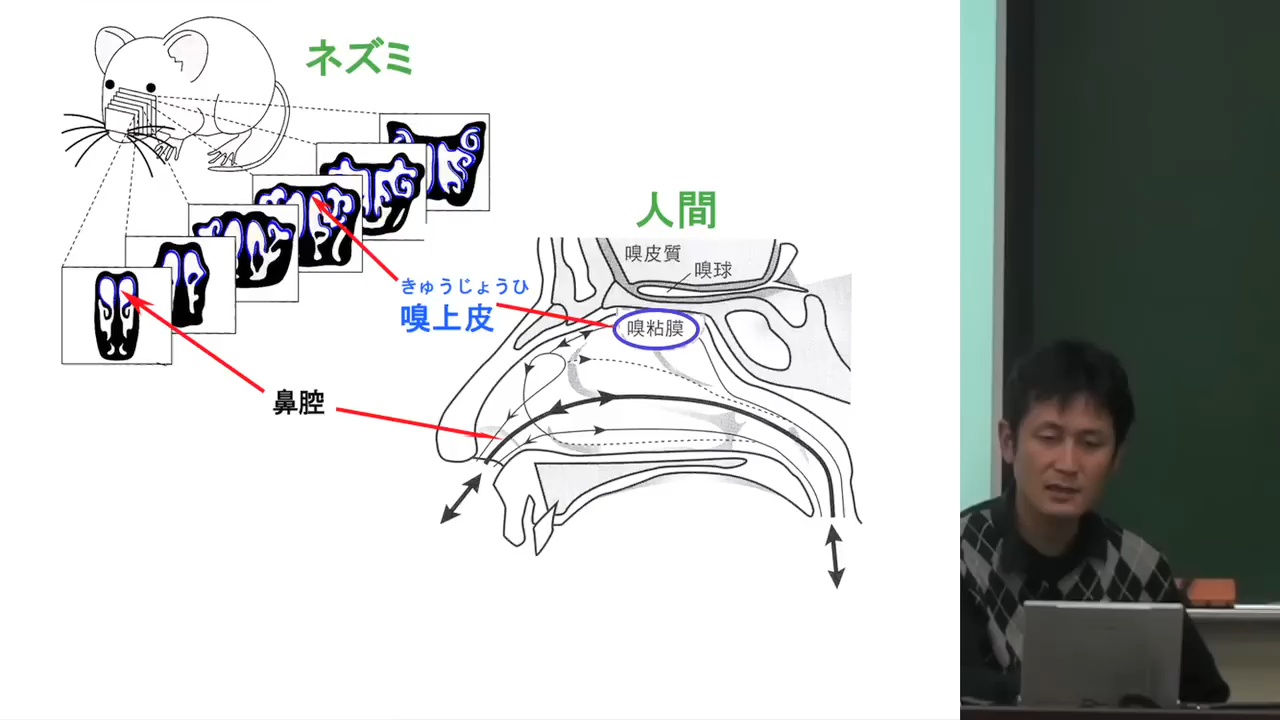 ネズミ
人間
嗅皮質
嗅球
きゅうじょうひ
嗅上皮
嗅粘膜
鼻腔